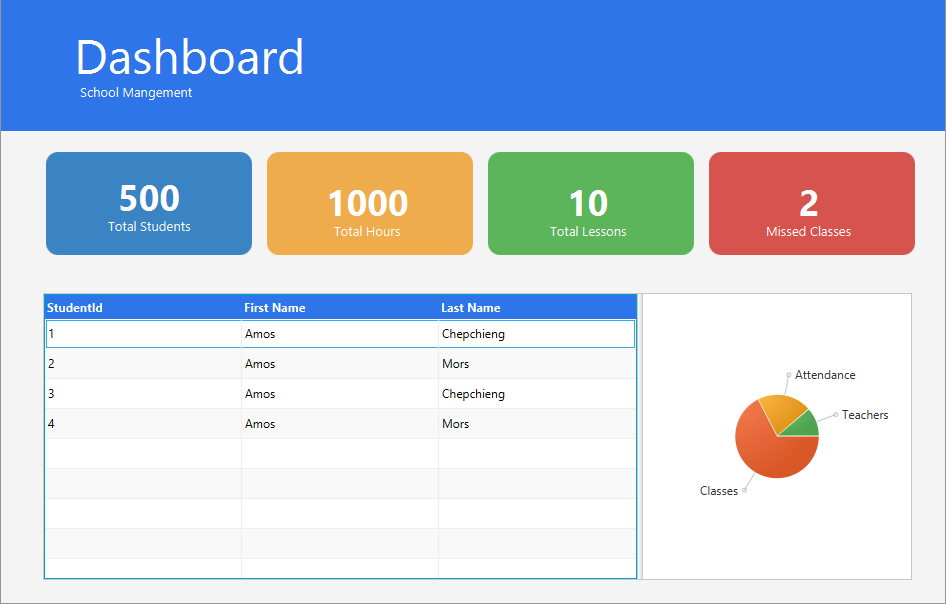 Dashboard
School Mangement
500
Total Students
1000
Total Hours
10
Total Lessons
2
Missed Classes
StudentId First Name Last Name
1 Amos Chepchieng
2 Amos Mors
3 Amos Chepchieng
4 Amos Mors
Attendance
Teachers
Classes